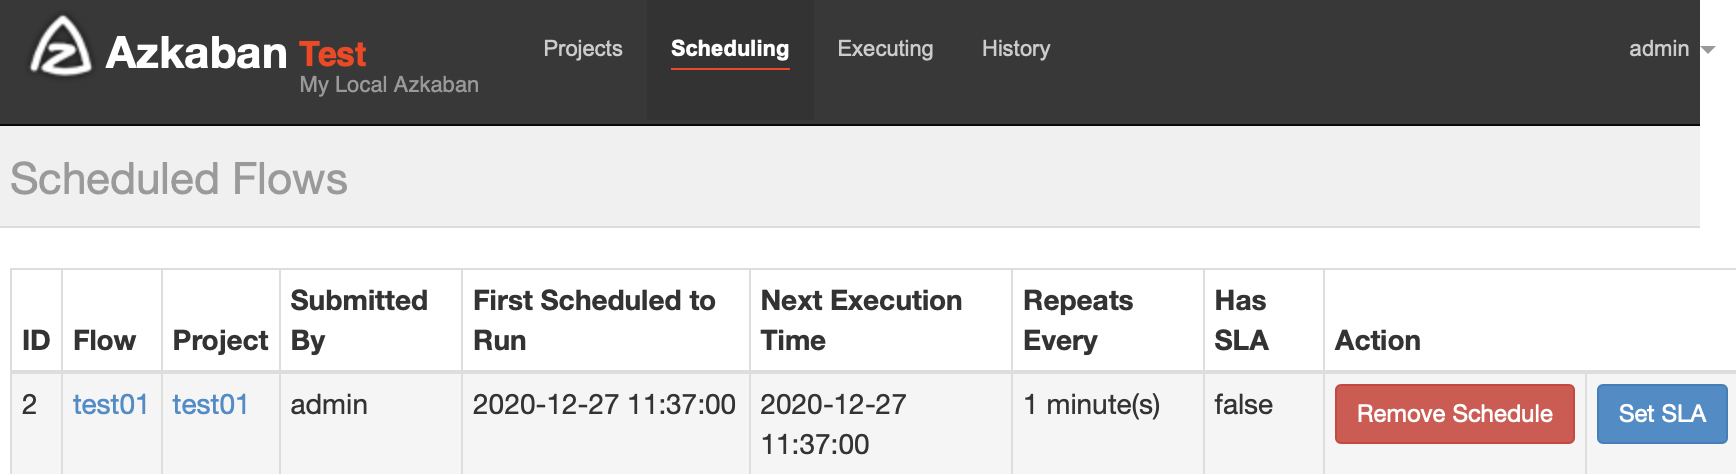 Azkaban Test
My Local Azkaban
Projects Scheduling Executing History admin
Scheduled Flows
ID Flow Project Submitted By First Scheduled to Run Next Execution Time Repeats Every Has SLA Action
2 test01 test01 admin 2020-12-27 11:37:00 2020-12-27 11:37:00 1 minute(s) false Remove Schedule Set SLA